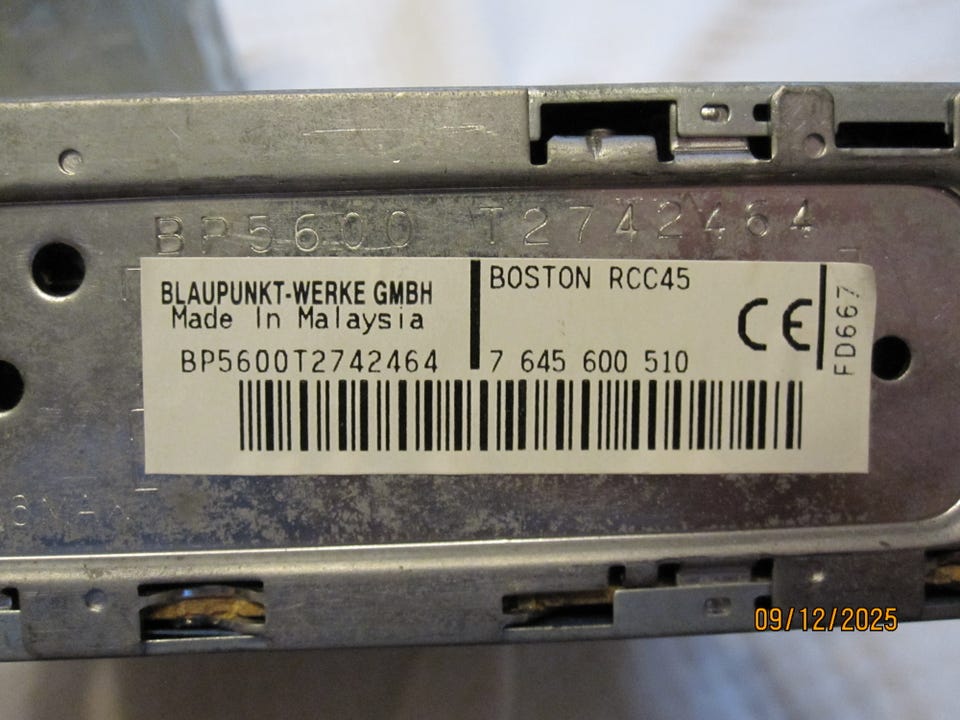 BP5600 T2742464
BLAUPUNKT-WERKE GMBH
Made In Malaysia
BP5600T2742464
BOSTON RCC45
7 645 600 510
CE
FD667
09/12/2025